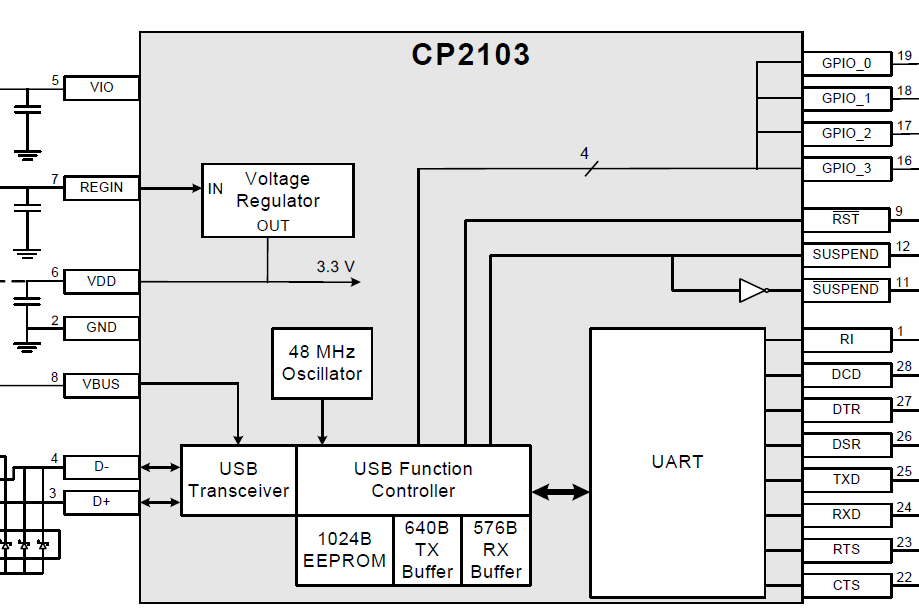 CP2103
5
VIO
7
REGIN
6
VDD
2
GND
8
VBUS
4
D-
3
D+
IN
Voltage
Regulator
OUT
3.3 V
48 MHz
Oscillator
USB
Transceiver
USB Function
Controller
1024B
EEPROM
640B
TX
Buffer
576B
RX
Buffer
UART
4
GPIO_0
19
GPIO_1
18
GPIO_2
17
GPIO_3
16
RST
9
SUSPEND
12
SUSPEND
11
RI
1
DCD
28
DTR
27
DSR
26
TXD
25
RXD
24
RTS
23
CTS
22